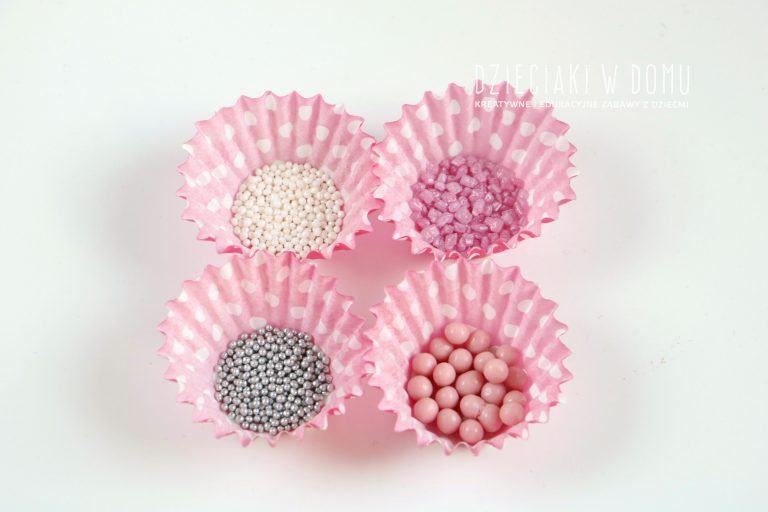 DZIECIAKI W DOMU
KREATYWNE I EDUKACYJNE ZABAWY Z DZIEĆMI